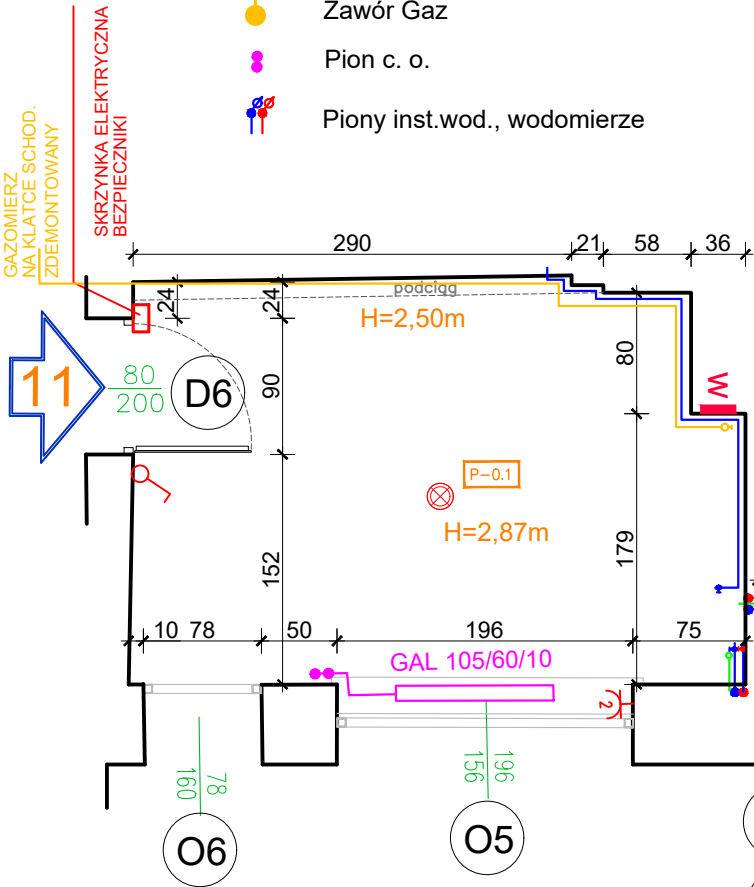 Zawór Gaz
Pion c. o.
Piony inst.wod., wodomierze
GAZOMIERZ
NA KLATCE SCHOD.
ZDEMONTOWANY
SKRZYNKA ELEKTRYCZNA
BEZPIECZNIKI
290 21 58 36
24 24
podciąg
H=2,50m
80
11
80
200
D6
90
W
P-0.1
H=2,87m
152
179
10 78 50 196 75
GAL 105/60/10
2
78
160
196
156
O6
O5